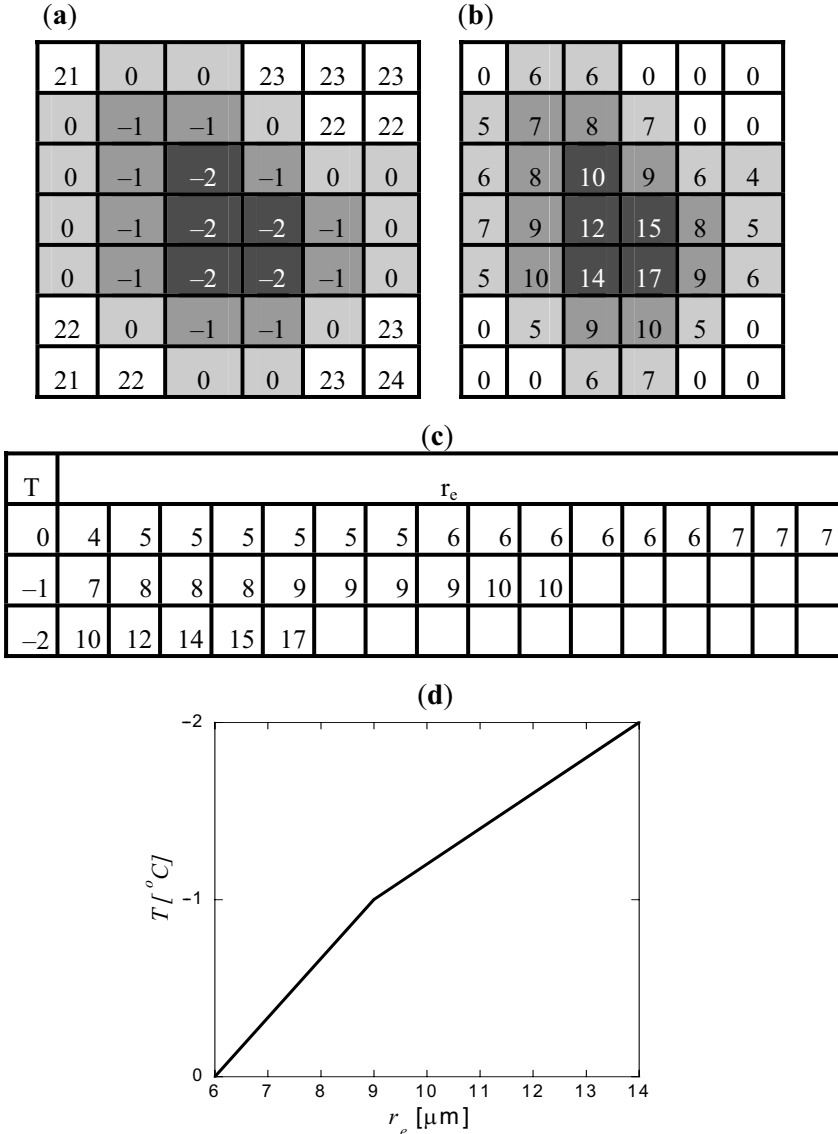 (a) (b)
21 0 0 23 23 23 0 6 6 0 0 0
0 –1 –1 0 22 22 5 7 8 7 0 0
0 –1 –2 –1 0 0 6 8 10 9 6 4
0 –1 –2 –2 –1 0 7 9 12 15 8 5
0 –1 –2 –2 –1 0 5 10 14 17 9 6
22 0 –1 –1 0 23 0 5 9 10 5 0
21 22 0 0 23 24 0 0 6 7 0 0
(c)
T re
0 4 5 5 5 5 5 5 6 6 6 6 6 6 7 7 7
–1 7 8 8 8 9 9 9 9 10 10
–2 10 12 14 15 17
(d)
-2
-1
0
T [°C]
6 7 8 9 10 11 12 13 14
re [µm]